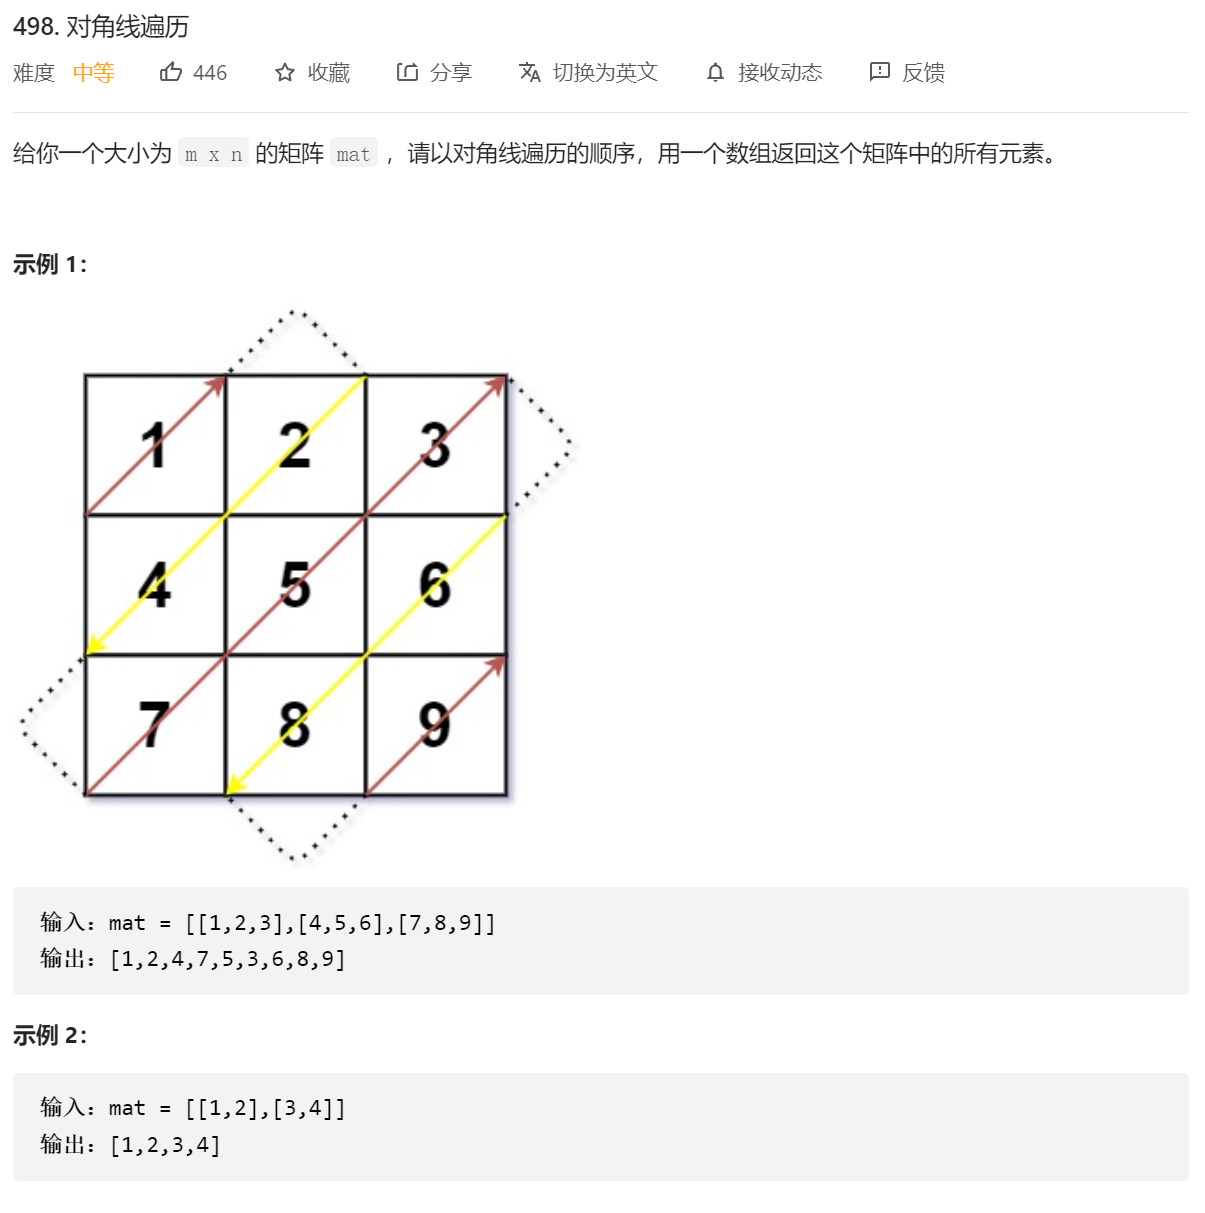 498. 对角线遍历
难度 中等 446 收藏 分享 切换为英文 接收动态 反馈
给你一个大小为 m x n 的矩阵 mat ，请以对角线遍历的顺序，用一个数组返回这个矩阵中的所有元素。
示例 1：
1 2 3
4 5 6
7 8 9
输入：mat = [[1,2,3],[4,5,6],[7,8,9]]
输出：[1,2,4,7,5,3,6,8,9]
示例 2：
输入：mat = [[1,2],[3,4]]
输出：[1,2,3,4]